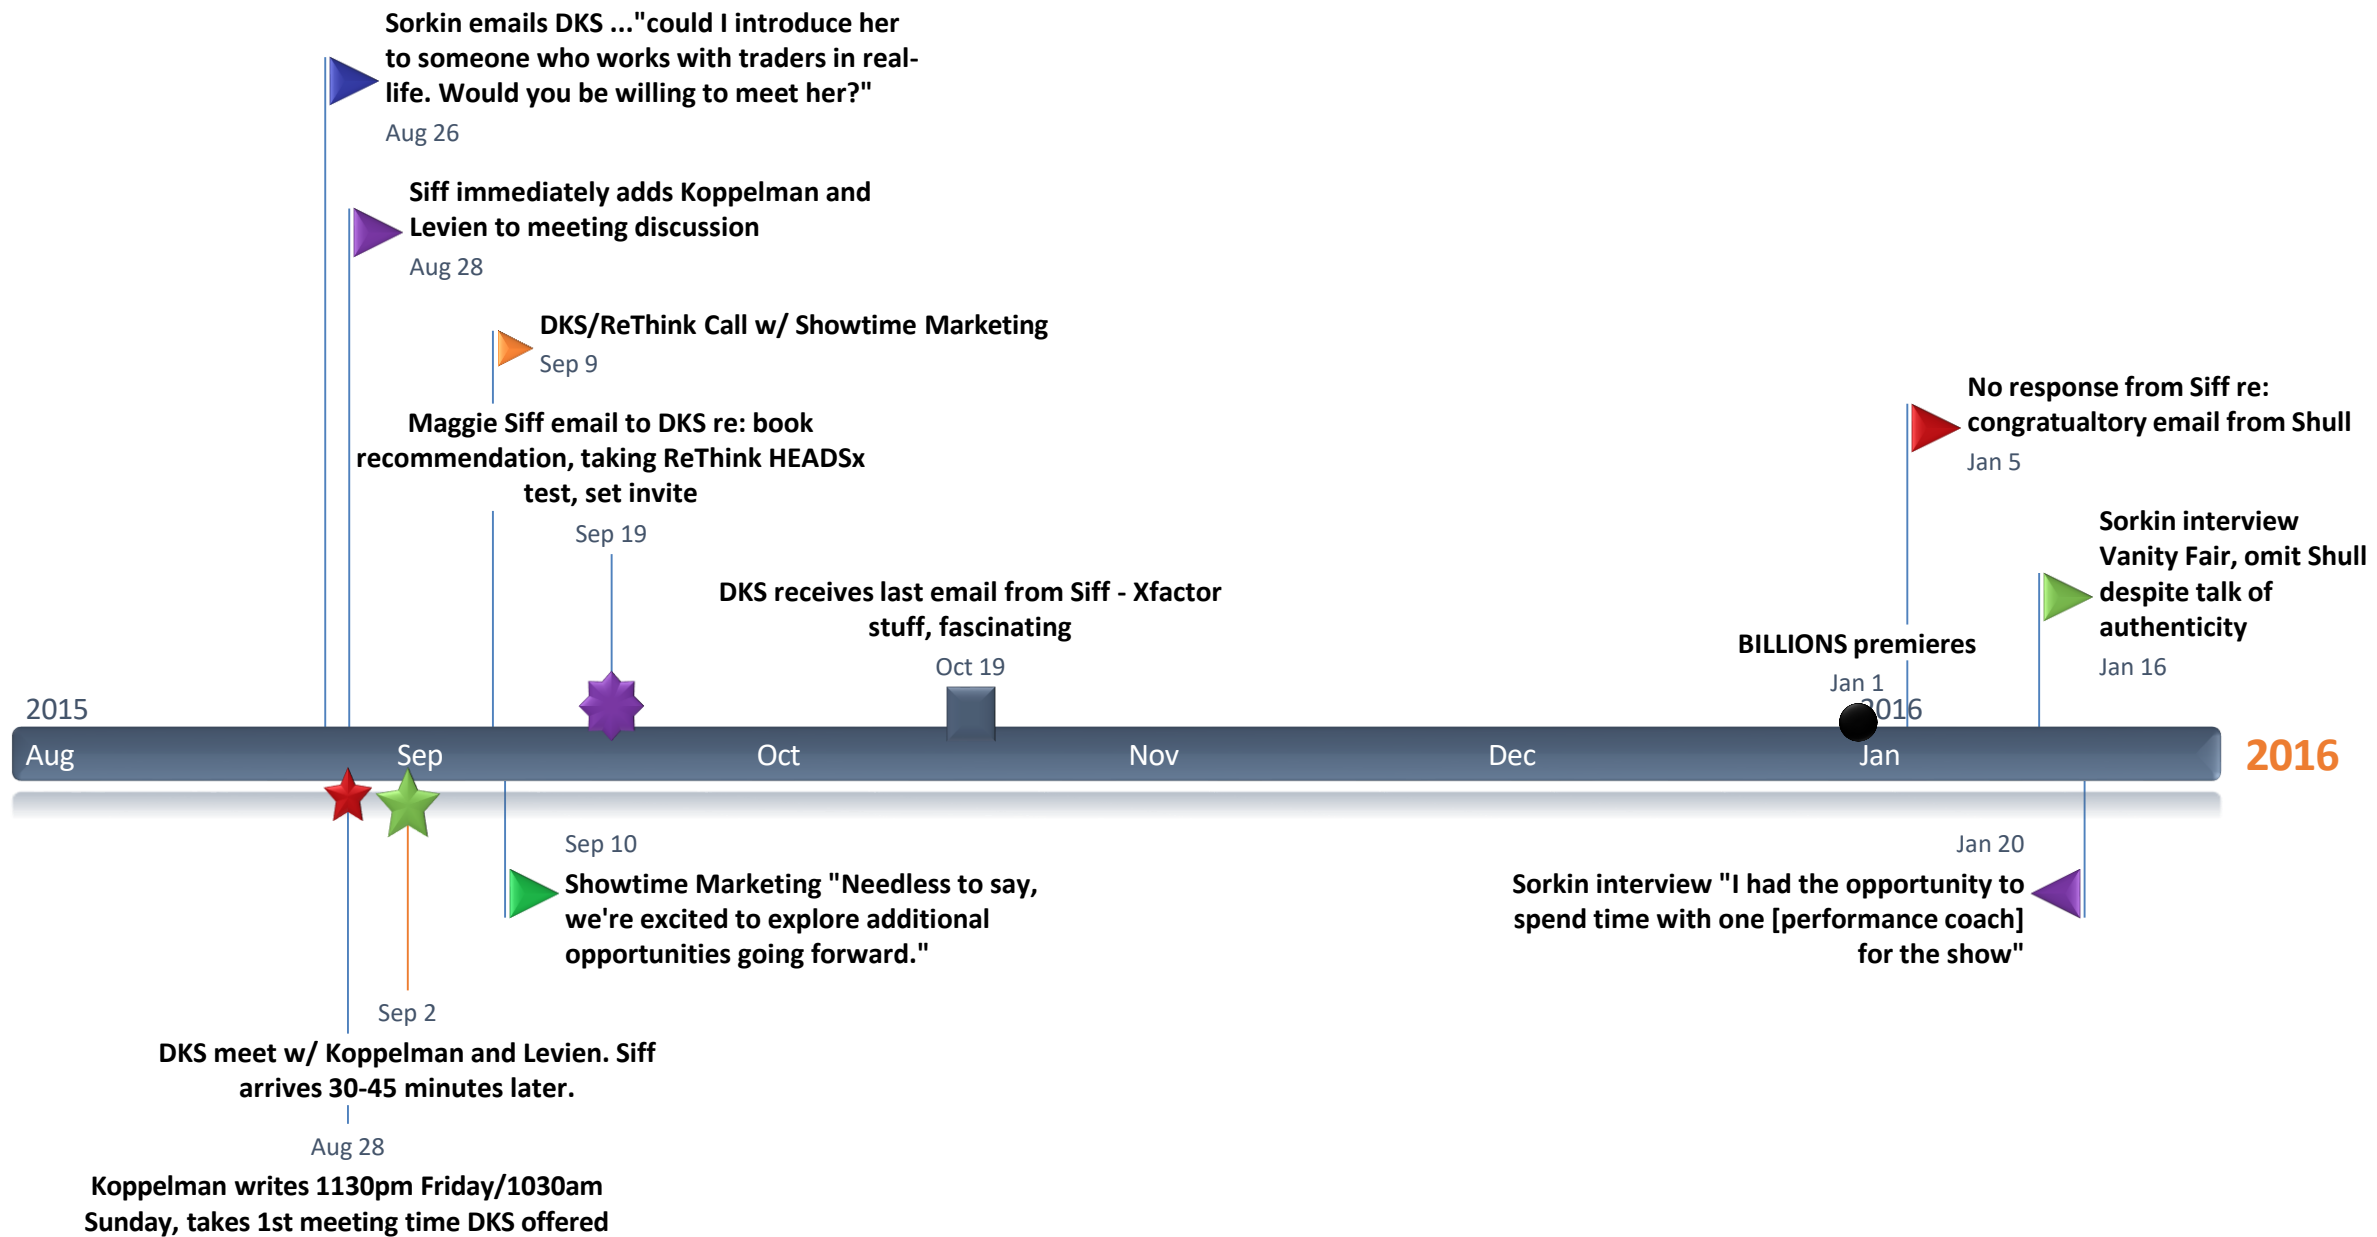 Sorkin emails DKS ..."could I introduce her
to someone who works with traders in real-
life. Would you be willing to meet her?"
Aug 26
Siff immediately adds Koppelman and
Levien to meeting discussion
Aug 28
DKS/ReThink Call w/ Showtime Marketing
Sep 9
Maggie Siff email to DKS re: book
recommendation, taking ReThink HEADSx
test, set invite
Sep 19
DKS receives last email from Siff - Xfactor
stuff, fascinating
Oct 19
BILLIONS premieres
Jan 1
No response from Siff re:
congratualtory email from Shull
Jan 5
Sorkin interview
Vanity Fair, omit Shull
despite talk of
authenticity
Jan 16
2015
2016
Aug Sep Oct Nov Dec Jan
2016
Sep 10
Showtime Marketing "Needless to say,
we're excited to explore additional
opportunities going forward."
Jan 20
Sorkin interview "I had the opportunity to
spend time with one [performance coach]
for the show"
Sep 2
DKS meet w/ Koppelman and Levien. Siff
arrives 30-45 minutes later.
Aug 28
Koppelman writes 1130pm Friday/1030am
Sunday, takes 1st meeting time DKS offered